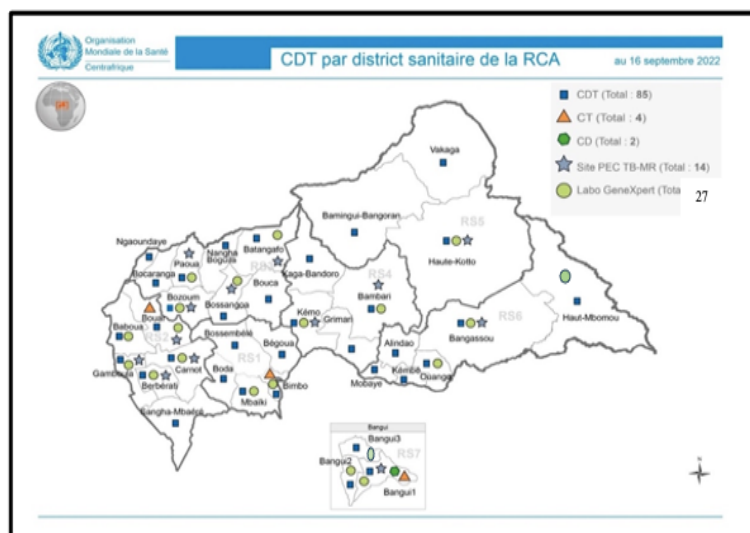 Organisation
Mondiale de la Santé
Centrafrique
CDT par district sanitaire de la RCA
au 16 septembre 2022
CDT (Total : 85)
CT (Total : 4)
CD (Total : 2)
Site PEC TB-MR (Total : 14)
Labo GeneXpert (Tota 27
Vakaga
Bamingui-Bangoran
RS5
Haute-Kotto
Ngaoundaye
Paoua
Nangha
Boguila
Batangafo
Bocaranga
Kaga-Bandoro
RS4
Bozoum
Bouca
Bossangoa
Bambari
Haut-Mbomou
Bouar
Kémo
Grimari
RS6
Baboua
RS2
Bossembélé
Bangassou
Bégoua
Alindao
RS1
Gamboula
Carnot
Boda
Bimbo
Kembé
Ouango
Berbérati
Mbaïki
Mobaye
Sangha-Mbaéré
Bangui
Bangui3
RS7
Bangui2
Bangui1